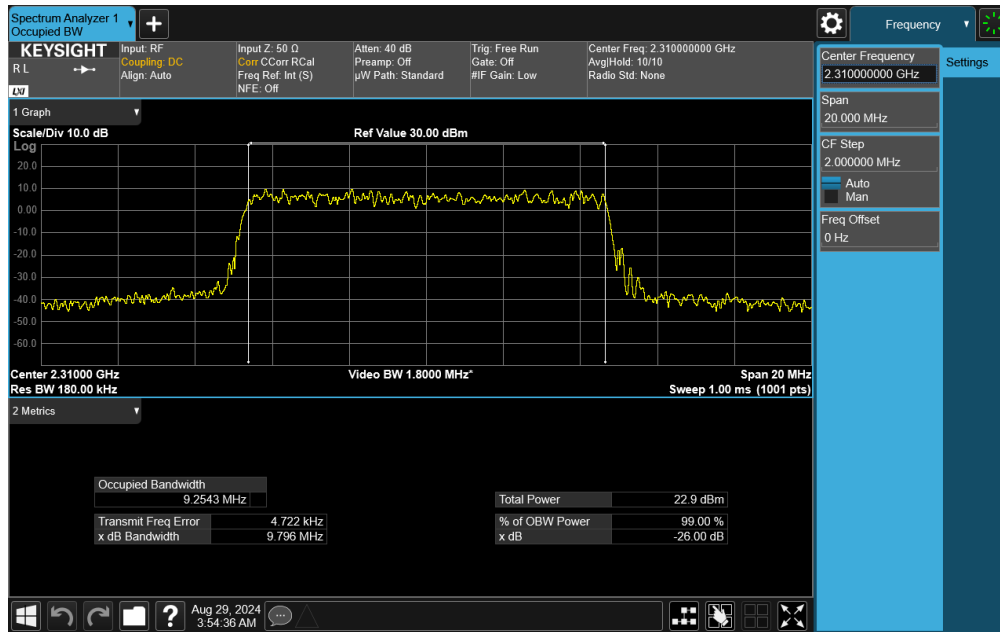 Spectrum Analyzer 1
Occupied BW
Frequency
KEYSIGHT
RL
LXI
Input: RF
Coupling: DC
Align: Auto
Input Z: 50 Ω
Corr CCorr RCal
Freq Ref: Int (S)
NFE: Off
Atten: 40 dB
Preamp: Off
µW Path: Standard
Trig: Free Run
Gate: Off
#IF Gain: Low
Center Freq: 2.310000000 GHz
Avg|Hold: 10/10
Radio Std: None
Center Frequency
2.310000000 GHz
Settings
Span
20.000 MHz
CF Step
2.000000 MHz
Auto
Man
Freq Offset
0 Hz
1 Graph
Scale/Div 10.0 dB
Ref Value 30.00 dBm
Log
20.0
10.0
0.00
-10.0
-20.0
-30.0
-40.0
-50.0
-60.0
Center 2.31000 GHz
Video BW 1.8000 MHz*
Span 20 MHz
Res BW 180.00 kHz
Sweep 1.00 ms (1001 pts)
2 Metrics
Occupied Bandwidth
9.2543 MHz
Total Power 22.9 dBm
Transmit Freq Error 4.722 kHz
% of OBW Power 99.00 %
x dB Bandwidth 9.796 MHz
x dB -26.00 dB
Aug 29, 2024
3:54:36 AM